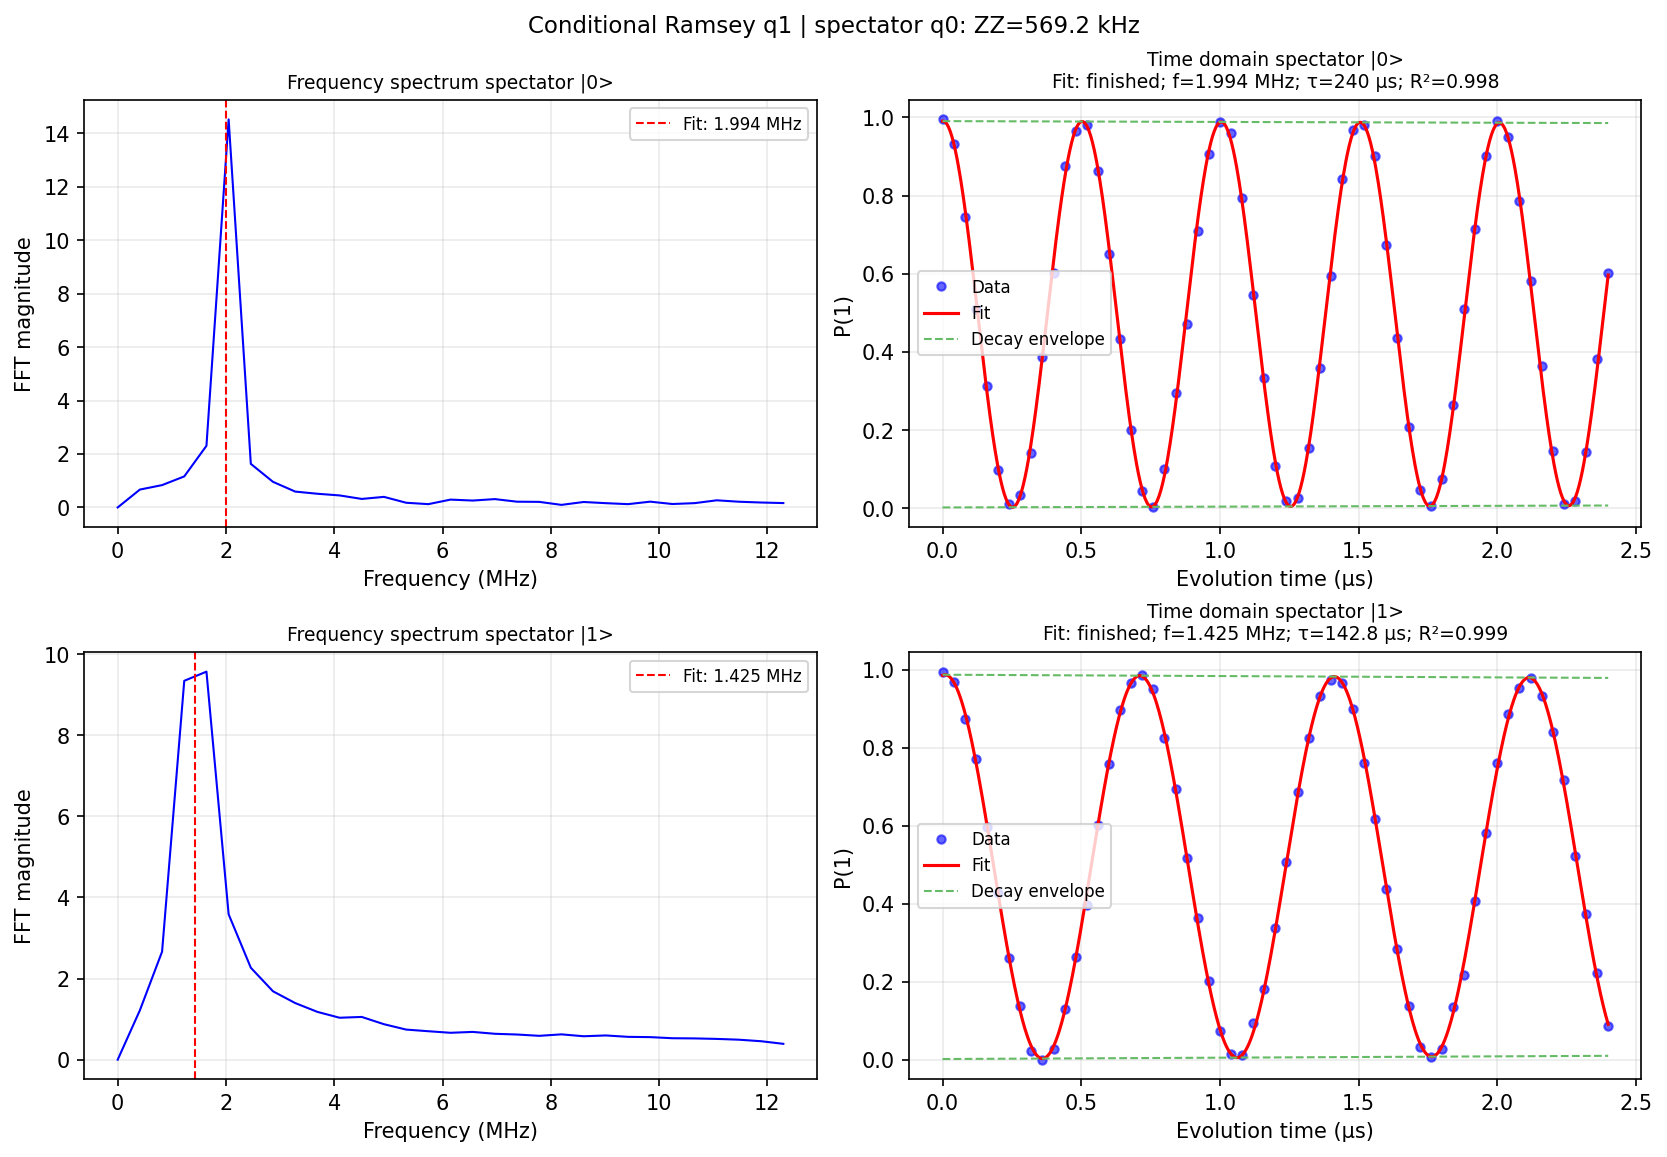 Conditional Ramsey q1 | spectator q0: ZZ=569.2 kHz
Frequency spectrum spectator |0>
Fit: 1.994 MHz
FFT magnitude
14
12
10
8
6
4
2
0
0 2 4 6 8 10 12
Frequency (MHz)
Time domain spectator |0>
Fit: finished; f=1.994 MHz; τ=240 μs; R²=0.998
P(1)
1.0
0.8
0.6
0.4
0.2
0.0
Data
Fit
Decay envelope
0.0 0.5 1.0 1.5 2.0 2.5
Evolution time (μs)
Frequency spectrum spectator |1>
Fit: 1.425 MHz
FFT magnitude
10
8
6
4
2
0
0 2 4 6 8 10 12
Frequency (MHz)
Time domain spectator |1>
Fit: finished; f=1.425 MHz; τ=142.8 μs; R²=0.999
P(1)
1.0
0.8
0.6
0.4
0.2
0.0
Data
Fit
Decay envelope
0.0 0.5 1.0 1.5 2.0 2.5
Evolution time (μs)